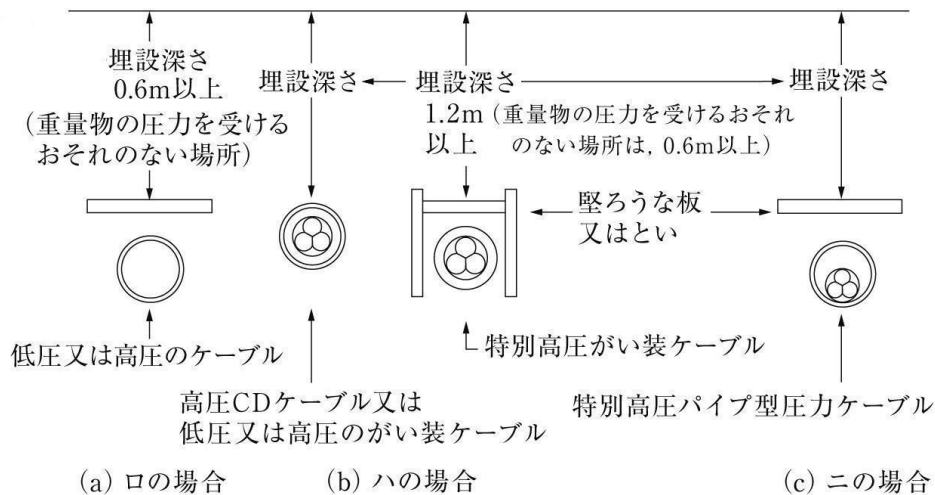 埋設深さ
0.6m以上
(重量物の圧力を受ける
おそれのない場所)
埋設深さ
埋設深さ
1.2m(重量物の圧力を受けるおそれ
以上 のない場所は,0.6m以上)
埋設深さ
堅ろうな板
又はとい
低圧又は高圧のケーブル
高圧CDケーブル又は
低圧又は高圧のがい装ケーブル
特別高圧がい装ケーブル
特別高圧パイプ型圧力ケーブル
(a) ロの場合
(b) ハの場合
(c) ニの場合